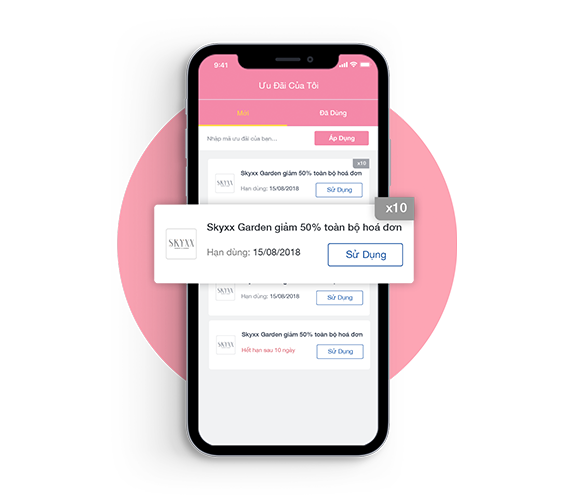 9:41
Ưu Đãi Của Tôi
Mới
Đã Dùng
Nhập mã ưu đãi của bạn...
Áp Dụng
x10
Skyxx Garden giảm 50% toàn bộ hoá đơn
SKYXX
Hạn dùng: 15/08/2018
Sử Dụng
x10
Skyxx Garden giảm 50% toàn bộ hoá đơn
SKYXX
Hạn dùng: 15/08/2018
Sử Dụng
SKYXX
Hạn dùng: 15/08/2018
Sử Dụng
Skyxx Garden giảm 50% toàn bộ hoá đơn
SKYXX
Hết hạn sau 10 ngày
Sử Dụng